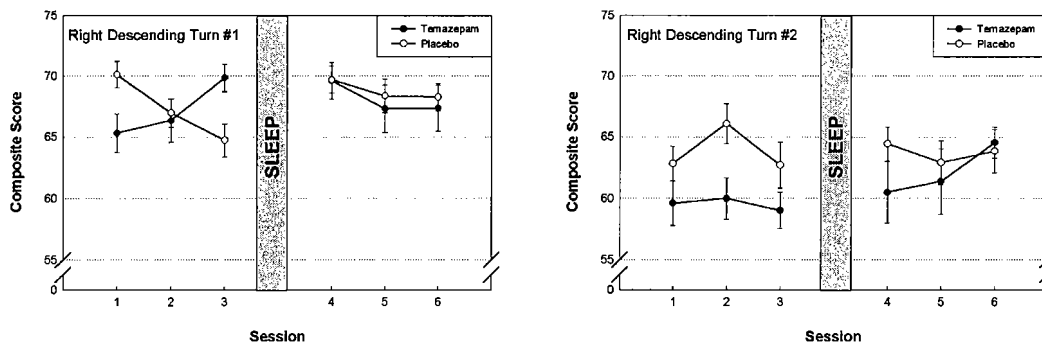 Right Descending Turn #1
Temazepam
Placebo
Composite Score
75
70
65
60
55
0
SLEEP
1 2 3 4 5 6
Session
Right Descending Turn #2
Temazepam
Placebo
Composite Score
75
70
65
60
55
0
SLEEP
1 2 3 4 5 6
Session